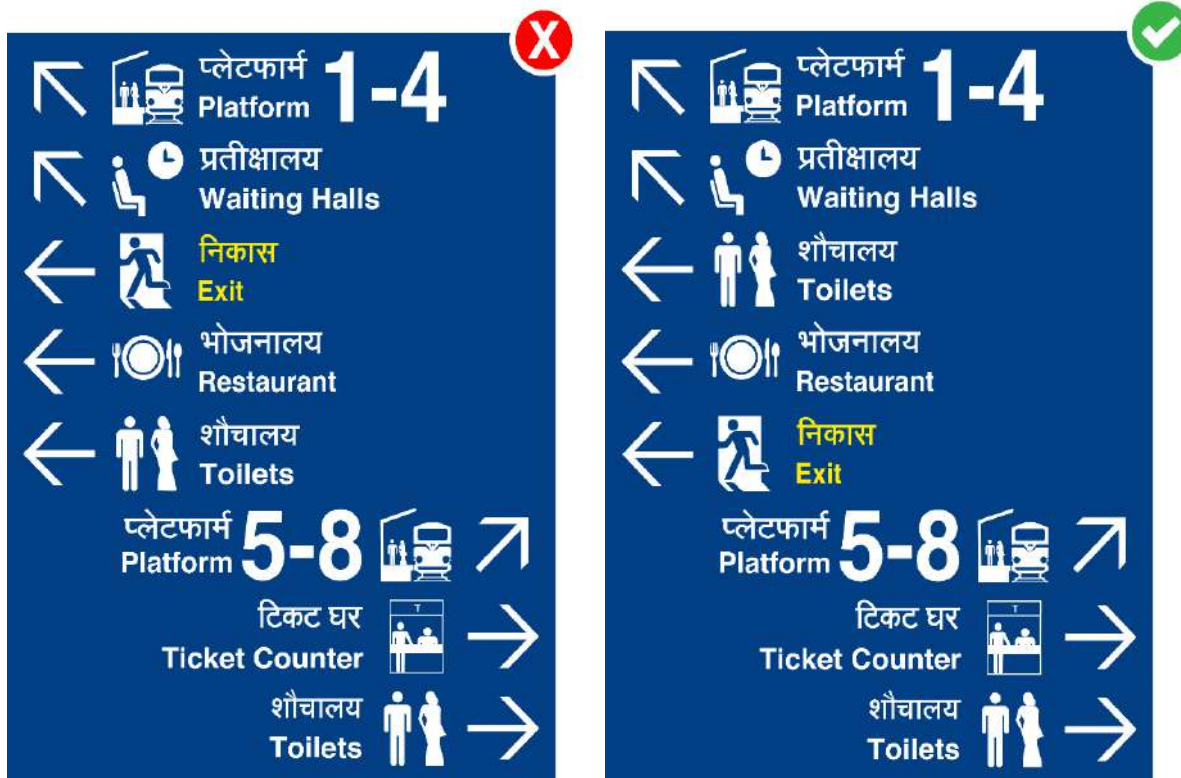 X
प्लेटफार्म
Platform
1-4
प्रतीक्षालय
Waiting Halls
निकास
Exit
भोजनालय
Restaurant
शौचालय
Toilets
प्लेटफार्म
Platform
5-8
टिकट घर
T
Ticket Counter
शौचालय
Toilets
प्लेटफार्म
Platform
1-4
प्रतीक्षालय
Waiting Halls
शौचालय
Toilets
भोजनालय
Restaurant
निकास
Exit
प्लेटफार्म
Platform
5-8
टिकट घर
T
Ticket Counter
शौचालय
Toilets